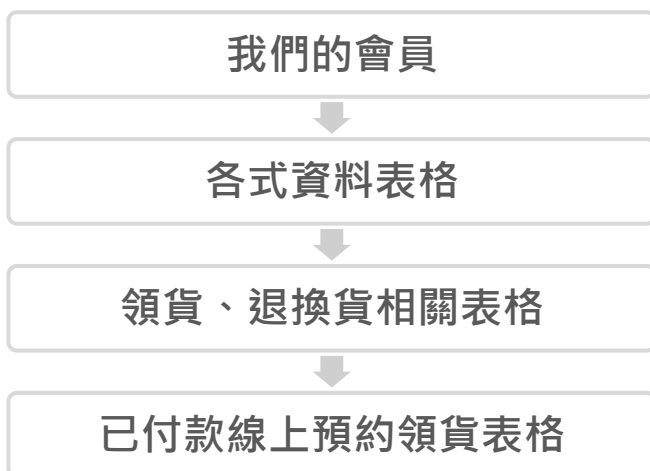 我們的會員
各式資料表格
領貨、退換貨相關表格
已付款線上預約領貨表格